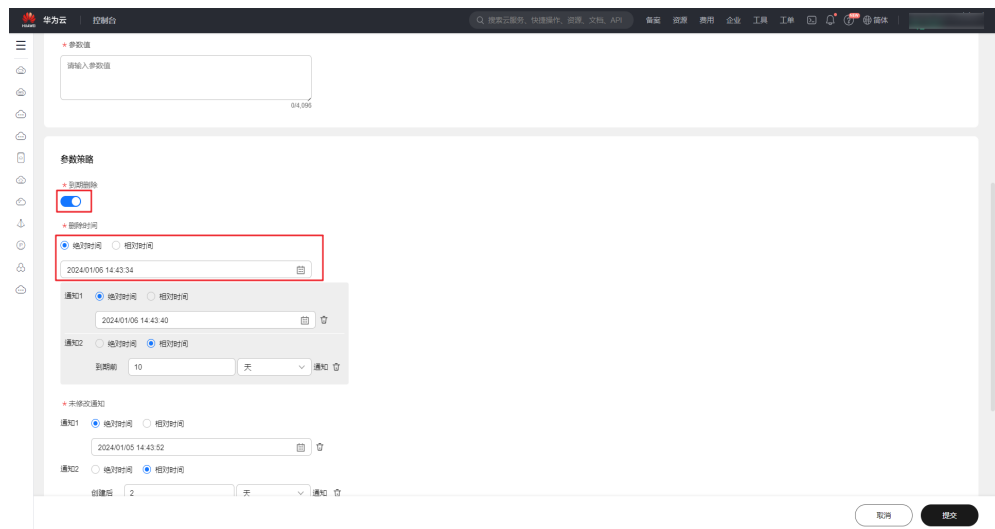 HUAWEI 华为云 控制台 搜索云服务、快捷操作、资源、文档、API 备案 资源 费用 企业 工具 工单 简体
★ 参数值
请输入参数值
0/4,096
参数策略
★ 到期删除
★ 删除时间
绝对时间 相对时间
2024/01/06 14:43:34
通知1 绝对时间 相对时间
2024/01/06 14:43:40
通知2 绝对时间 相对时间
到期前 10 天 通知
★ 未修改通知
通知1 绝对时间 相对时间
2024/01/05 14:43:52
通知2 绝对时间 相对时间
创建后 2 天 通知
取消 提交